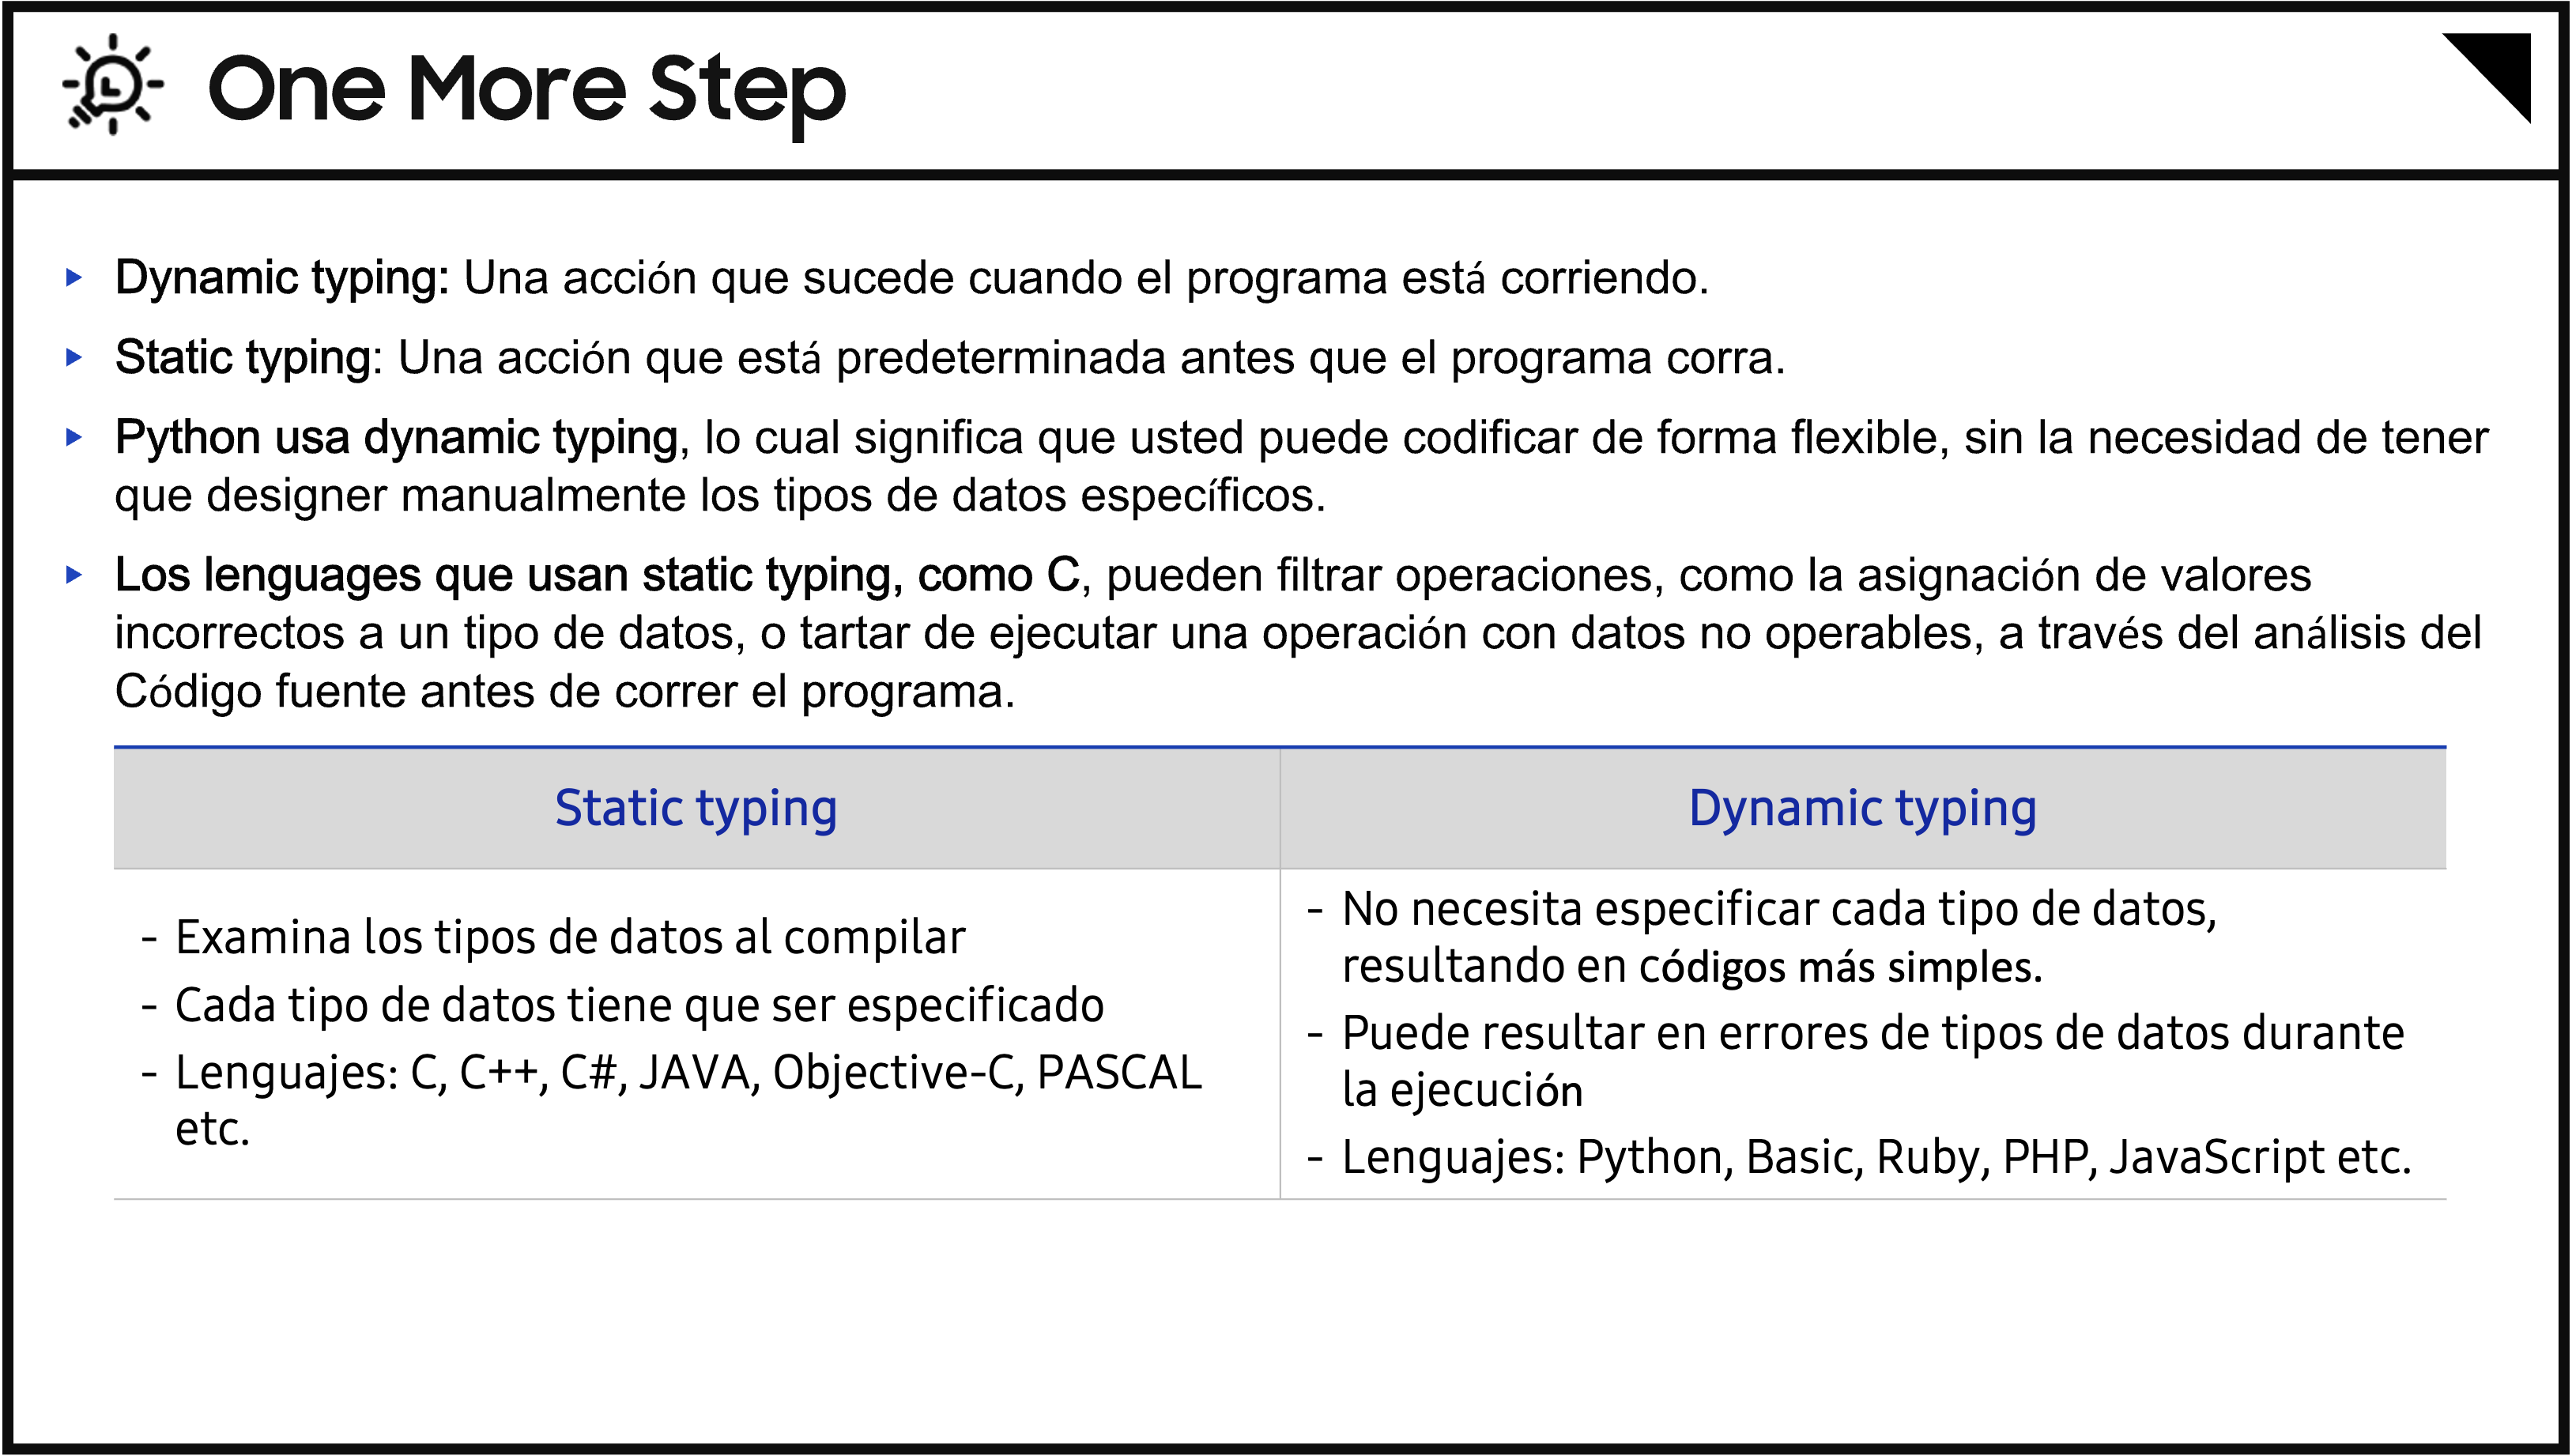 One More Step
Dynamic typing: Una acción que sucede cuando el programa está corriendo.
Static typing: Una acción que está predeterminada antes que el programa corra.
Python usa dynamic typing, lo cual significa que usted puede codificar de forma flexible, sin la necesidad de tener
que designer manualmente los tipos de datos específicos.
Los lenguages que usan static typing, como C, pueden filtrar operaciones, como la asignación de valores
incorrectos a un tipo de datos, o tartar de ejecutar una operación con datos no operables, a través del análisis del
Código fuente antes de correr el programa.
Static typing
- Examina los tipos de datos al compilar
- Cada tipo de datos tiene que ser especificado
- Lenguajes: C, C++, C#, JAVA, Objective-C, PASCAL
etc.
Dynamic typing
- No necesita especificar cada tipo de datos,
resultando en códigos más simples.
- Puede resultar en errores de tipos de datos durante
la ejecución
- Lenguajes: Python, Basic, Ruby, PHP, JavaScript etc.